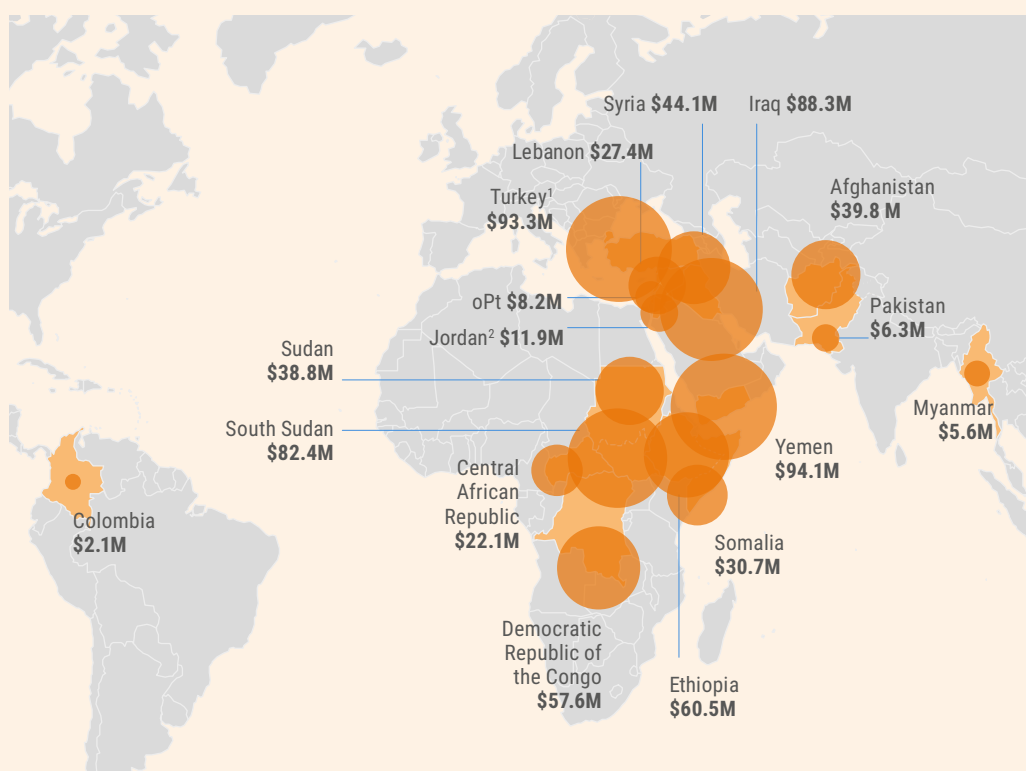 Syria $44.1M
Iraq $88.3M
Lebanon $27.4M
Turkey¹
$93.3M
Afghanistan
$39.8 M
oPt $8.2M
Pakistan
$6.3M
Jordan² $11.9M
Sudan
$38.8M
Myanmar
$5.6M
South Sudan
$82.4M
Yemen
$94.1M
Central
African
Republic
$22.1M
Colombia
$2.1M
Somalia
$30.7M
Democratic
Republic of
the Congo
$57.6M
Ethiopia
$60.5M